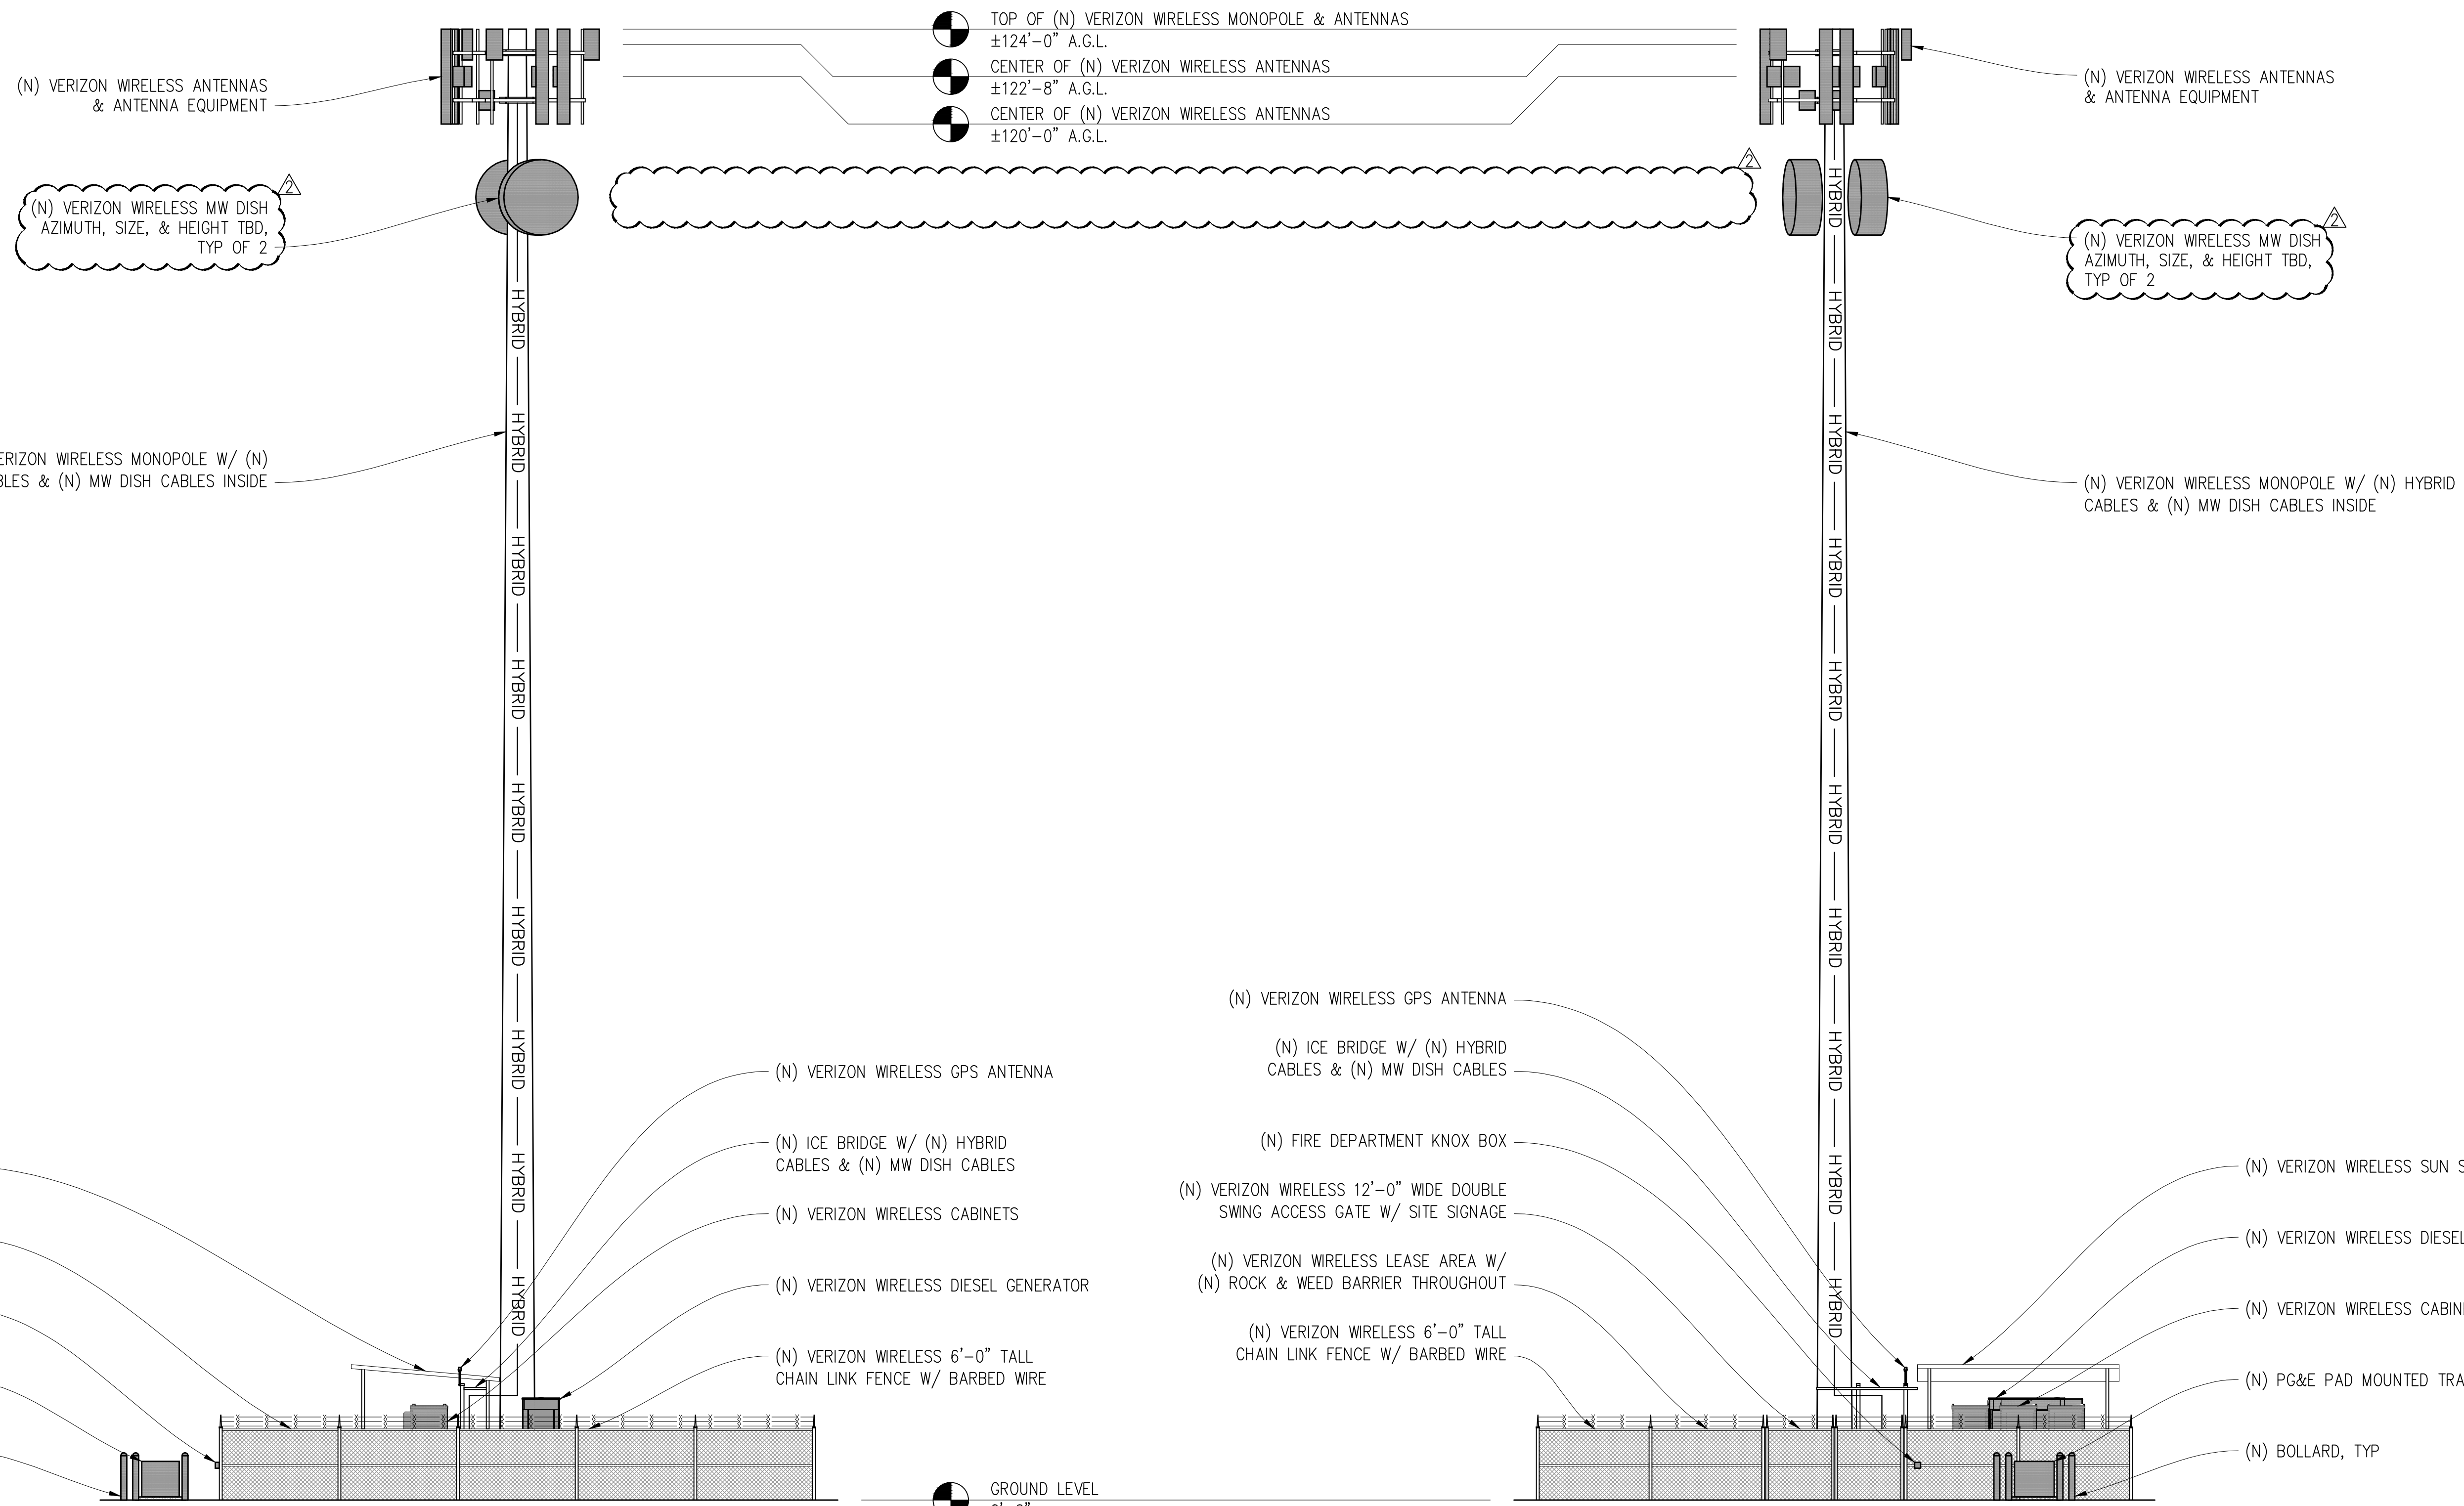 TOP OF (N) VERIZON WIRELESS MONOPOLE & ANTENNAS
±124'-0" A.G.L.
CENTER OF (N) VERIZON WIRELESS ANTENNAS
±122'-8" A.G.L.
CENTER OF (N) VERIZON WIRELESS ANTENNAS
±120'-0" A.G.L.
(N) VERIZON WIRELESS ANTENNAS
& ANTENNA EQUIPMENT
2
(N) VERIZON WIRELESS MW DISH
AZIMUTH, SIZE, & HEIGHT TBD,
TYP OF 2
2
VERIZON WIRELESS MONOPOLE W/ (N)
& (N) MW DISH CABLES INSIDE
HYBRID
HYBRID
HYBRID
HYBRID
HYBRID
HYBRID
HYBRID
HYBRID
HYBRID
(N) VERIZON WIRELESS GPS ANTENNA
(N) ICE BRIDGE W/ (N) HYBRID
CABLES & (N) MW DISH CABLES
(N) VERIZON WIRELESS CABINETS
(N) VERIZON WIRELESS DIESEL GENERATOR
(N) VERIZON WIRELESS 6'-0" TALL
CHAIN LINK FENCE W/ BARBED WIRE
GROUND LEVEL
(N) VERIZON WIRELESS ANTENNAS
& ANTENNA EQUIPMENT
2
(N) VERIZON WIRELESS MW DISH
AZIMUTH, SIZE, & HEIGHT TBD,
TYP OF 2
(N) VERIZON WIRELESS MONOPOLE W/ (N) HYBRID
CABLES & (N) MW DISH CABLES INSIDE
HYBRID
HYBRID
HYBRID
HYBRID
HYBRID
HYBRID
HYBRID
HYBRID
HYBRID
HYBRID
(N) VERIZON WIRELESS GPS ANTENNA
(N) ICE BRIDGE W/ (N) HYBRID
CABLES & (N) MW DISH CABLES
(N) FIRE DEPARTMENT KNOX BOX
(N) VERIZON WIRELESS 12'-0" WIDE DOUBLE
SWING ACCESS GATE W/ SITE SIGNAGE
(N) VERIZON WIRELESS LEASE AREA W/
(N) ROCK & WEED BARRIER THROUGHOUT
(N) VERIZON WIRELESS 6'-0" TALL
CHAIN LINK FENCE W/ BARBED WIRE
(N) VERIZON WIRELESS SUN
(N) VERIZON WIRELESS DIESEL
(N) VERIZON WIRELESS
(N) PG&E PAD MOUNTED
(N) BOLLARD, TYP